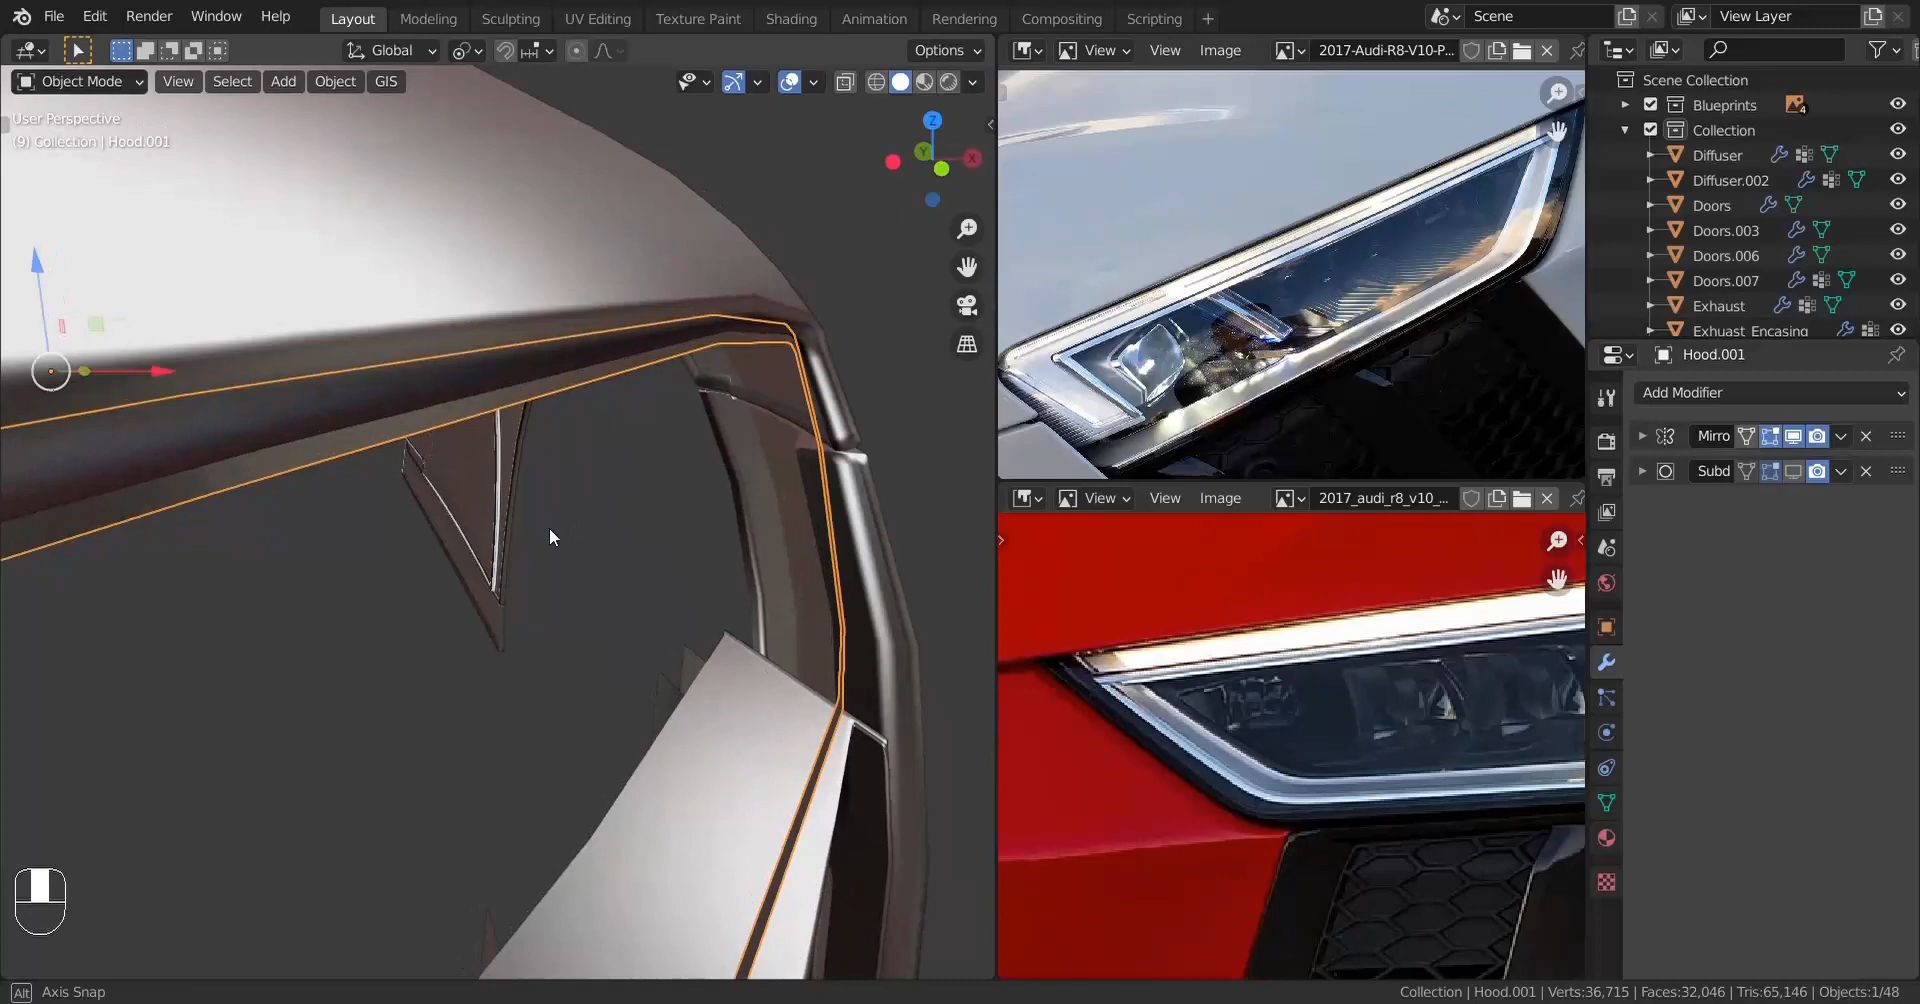 File Edit Render Window Help Layout Modeling Sculpting UV Editing Texture Paint Shading Animation Rendering Compositing Scripting + Scene View Layer
Global Options
View View Image 2017-Audi-R8-V10-P...
Object Mode View Select Add Object GIS
User Perspective
(9) Collection | Hood.001
Z
Y
X
Scene Collection
Blueprints 4
Collection
Diffuser
Diffuser.002
Doors
Doors.003
Doors.006
Doors.007
Exhaust
Exhuast Encasing
Hood.001
Add Modifier
Mirro
Subd
View View Image 2017_audi_r8_v10_...
Alt Axis Snap
Collection | Hood.001 | Verts:36,715 | Faces:32,046 | Tris:65,146 | Objects:1/48